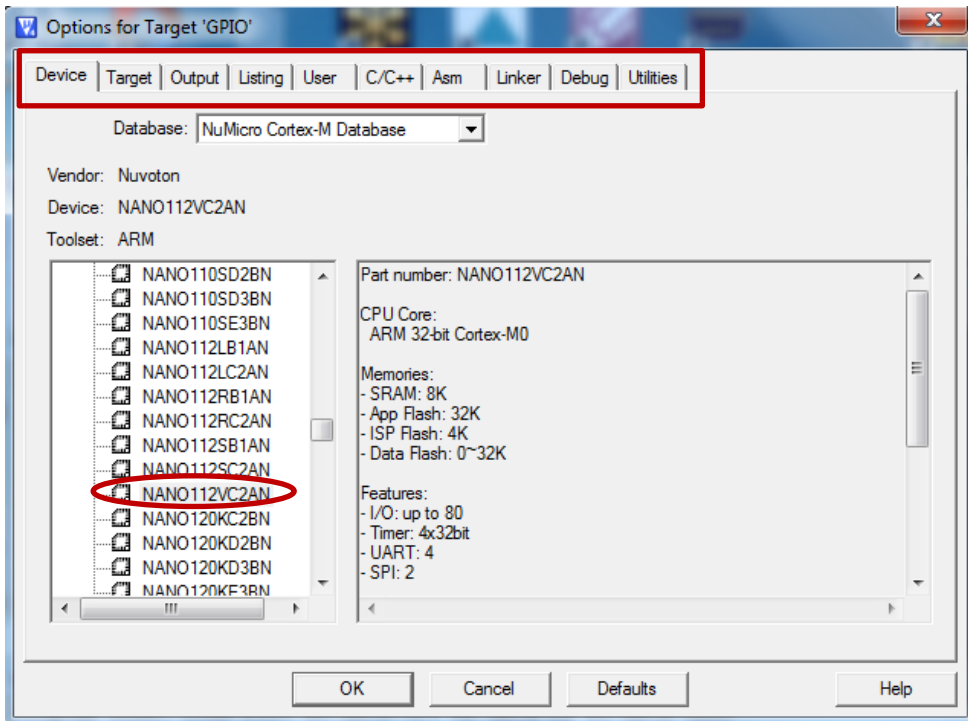 Options for Target 'GPIO'
Device Target Output Listing User C/C++ Asm Linker Debug Utilities
Database: NuMicro Cortex-M Database
Vendor: Nuvoton
Device: NANO112VC2AN
Toolset: ARM
NANO110SD2BN
NANO110SD3BN
NANO110SE3BN
NANO112LB1AN
NANO112LC2AN
NANO112RB1AN
NANO112RC2AN
NANO112SB1AN
NANO112SC2AN
NANO112VC2AN
NANO120KC2BN
NANO120KD2BN
NANO120KD3BN
NANO120KE3BN
Part number: NANO112VC2AN
CPU Core:
ARM 32-bit Cortex-M0
Memories:
- SRAM: 8K
- App Flash: 32K
- ISP Flash: 4K
- Data Flash: 0~32K
Features:
- I/O: up to 80
- Timer: 4x32bit
- UART: 4
- SPI: 2
OK Cancel Defaults Help